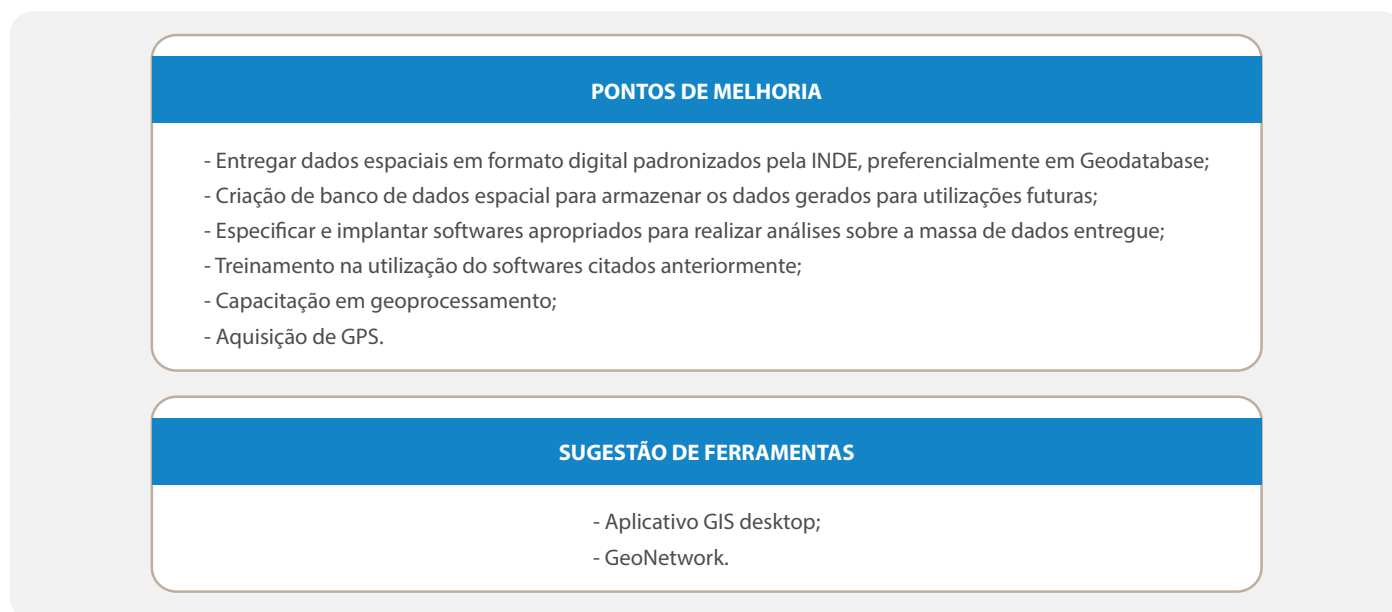 PONTOS DE MELHORIA
- Entregar dados espaciais em formato digital padronizados pela INDE, preferencialmente em Geodatabase;
- Criação de banco de dados espacial para armazenar os dados gerados para utilizações futuras;
- Especificar e implantar softwares apropriados para realizar análises sobre a massa de dados entregue;
- Treinamento na utilização do softwares citados anteriormente;
- Capacitação em geoprocessamento;
- Aquisição de GPS.
SUGESTÃO DE FERRAMENTAS
- Aplicativo GIS desktop;
- GeoNetwork.